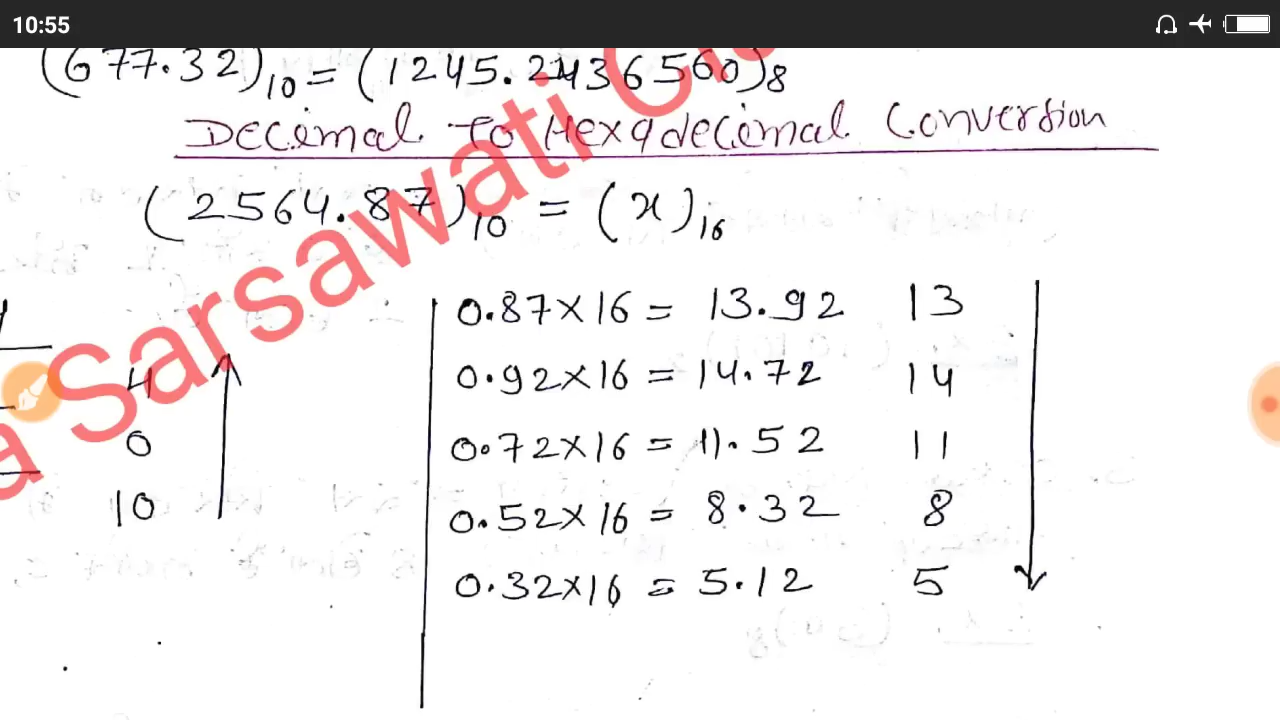 10:55
(677.32)10 = (1245.2436560)8
Decimal To Hexadecimal Conversion
(2564.87)10 = (x)16
0.87×16 = 13.92 13
4 0.92×16 = 14.72 14
0 0.72×16 = 11.52 11
10 0.52×16 = 8.32 8
0.32×16 = 5.12 5
a Sarsawati C